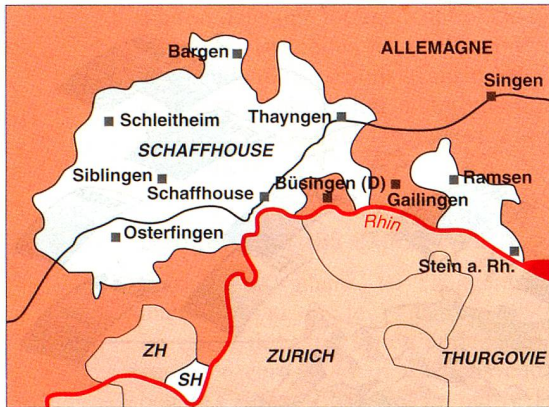 Bargen
ALLEMAGNE
Singen
Schleitheim
Thayngen
SCHAFFHOUSE
Siblingen
Schaffhouse
Büsingen (D)
Gailingen
Ramsen
Rhin
Osterfingen
Stein a. Rh.
ZH
SH
ZURICH
THURGOVIE